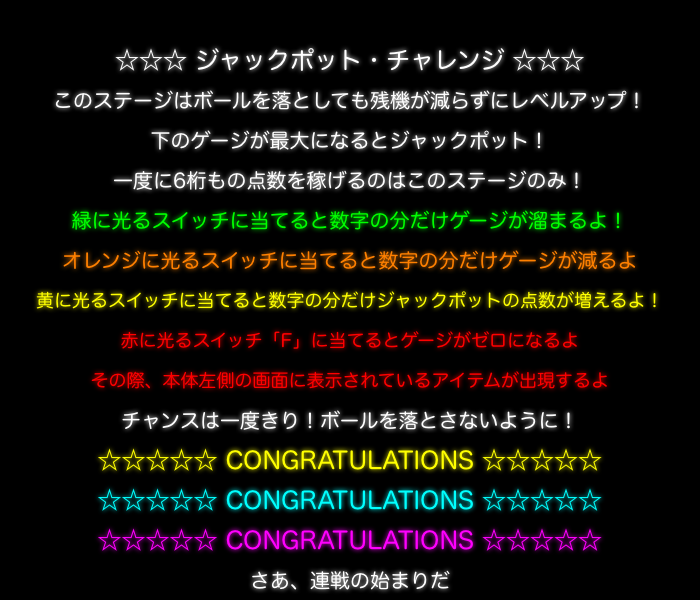 ☆☆☆ ジャックポット・チャレンジ ☆☆☆
このステージはボールを落としても残機が減らずにレベルアップ！
下のゲージが最大になるとジャックポット！
一度に6桁もの点数を稼げるのはこのステージのみ！
緑に光るスイッチに当てると数字の分だけゲージが溜まるよ！
オレンジに光るスイッチに当てると数字の分だけゲージが減るよ
黄に光るスイッチに当てると数字の分だけジャックポットの点数が増えるよ！
赤に光るスイッチ「F」に当てるとゲージがゼロになるよ
その際、本体左側の画面に表示されているアイテムが出現するよ
チャンスは一度きり！ボールを落とさないように！
☆☆☆☆☆ CONGRATULATIONS ☆☆☆☆☆
☆☆☆☆☆ CONGRATULATIONS ☆☆☆☆☆
☆☆☆☆☆ CONGRATULATIONS ☆☆☆☆☆
さあ、連戦の始まりだ